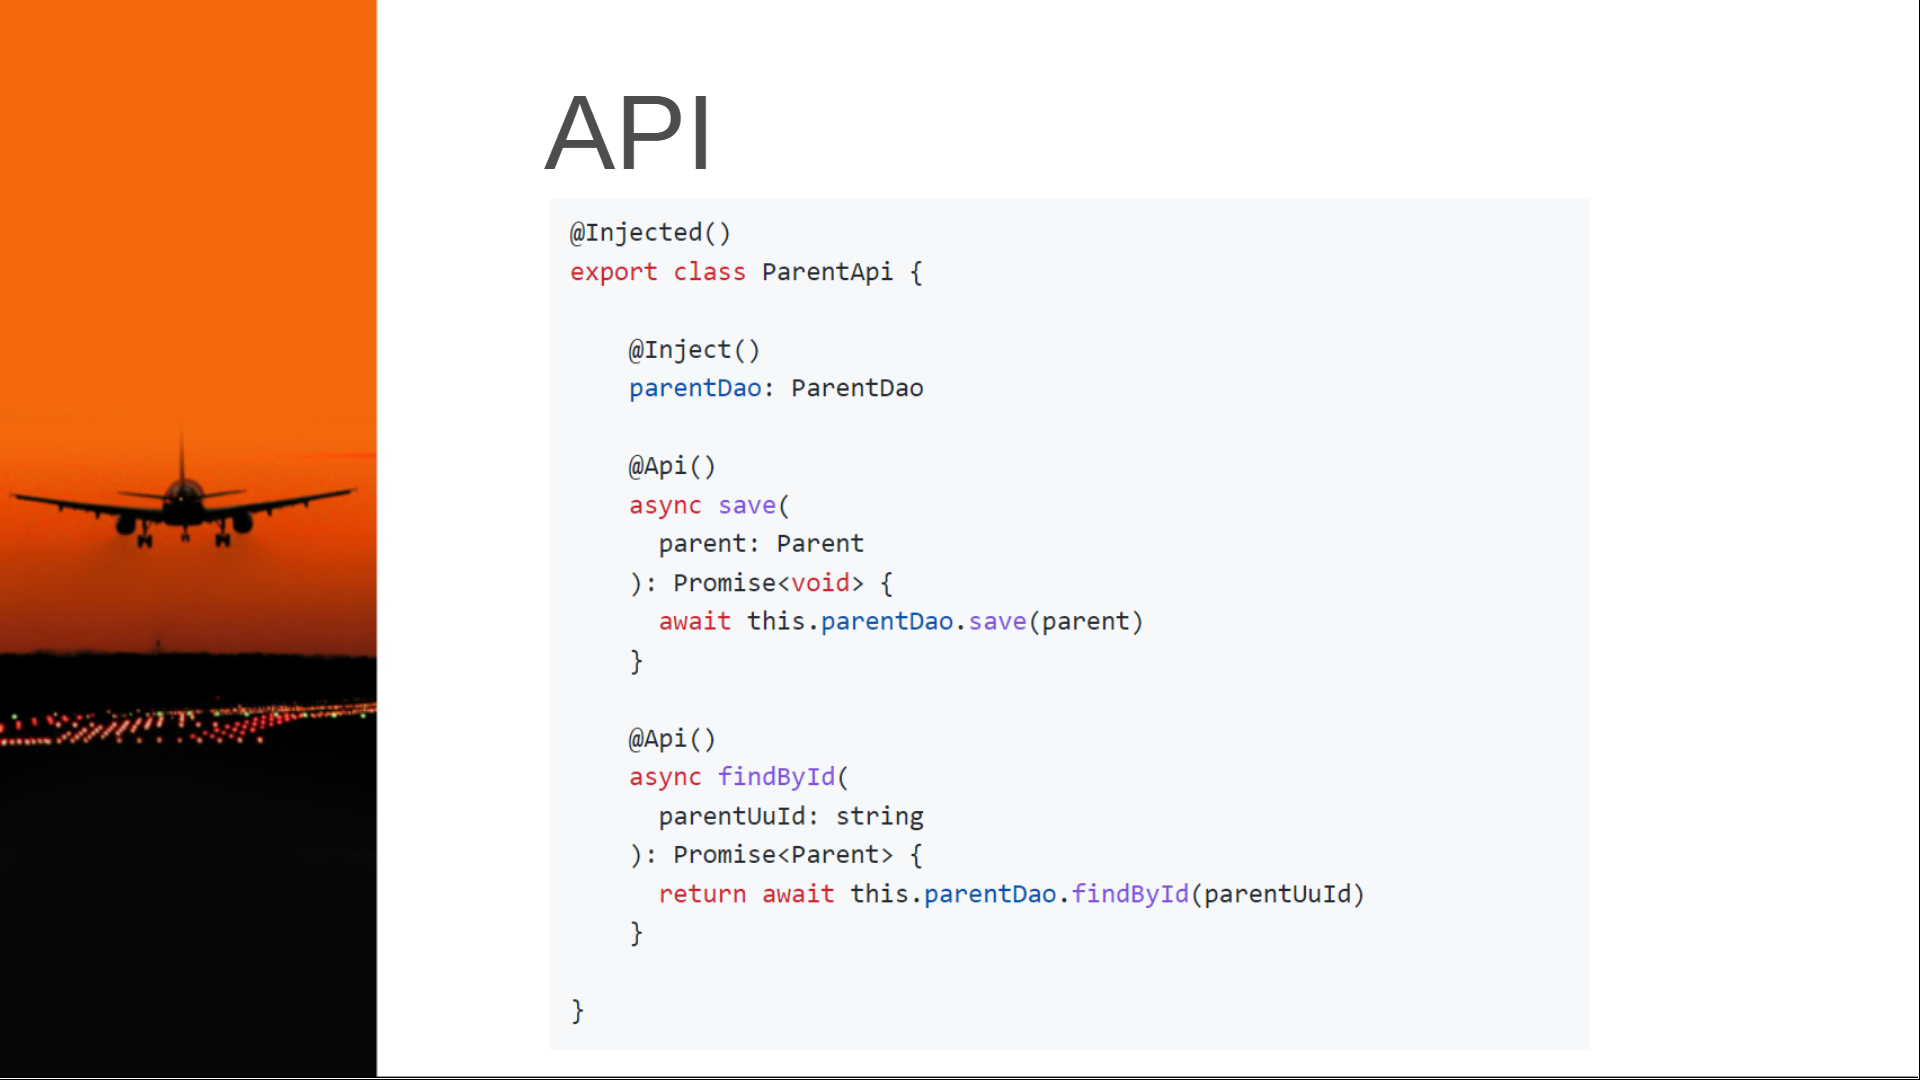 API
@Injected()
export class ParentApi {
@Inject()
parentDao: ParentDao
@Api()
async save(
parent: Parent
): Promise<void> {
await this.parentDao.save(parent)
}
@Api()
async findById(
parentUuId: string
): Promise<Parent> {
return await this.parentDao.findById(parentUuId)
}
}